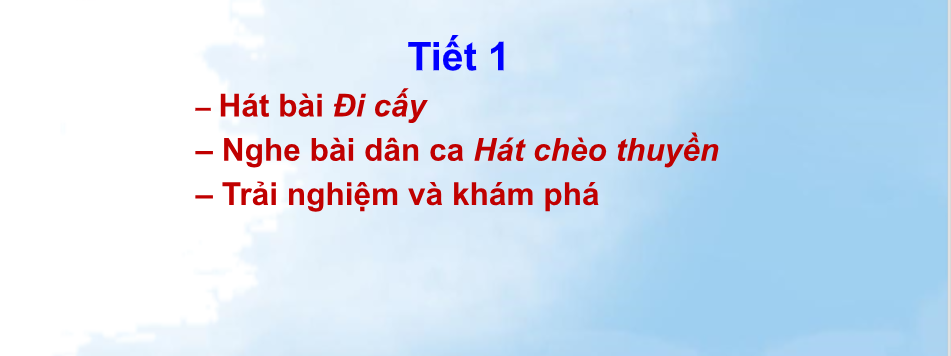 Tiết 1
– Hát bài Đi cấy
– Nghe bài dân ca Hát chèo thuyền
– Trải nghiệm và khám phá